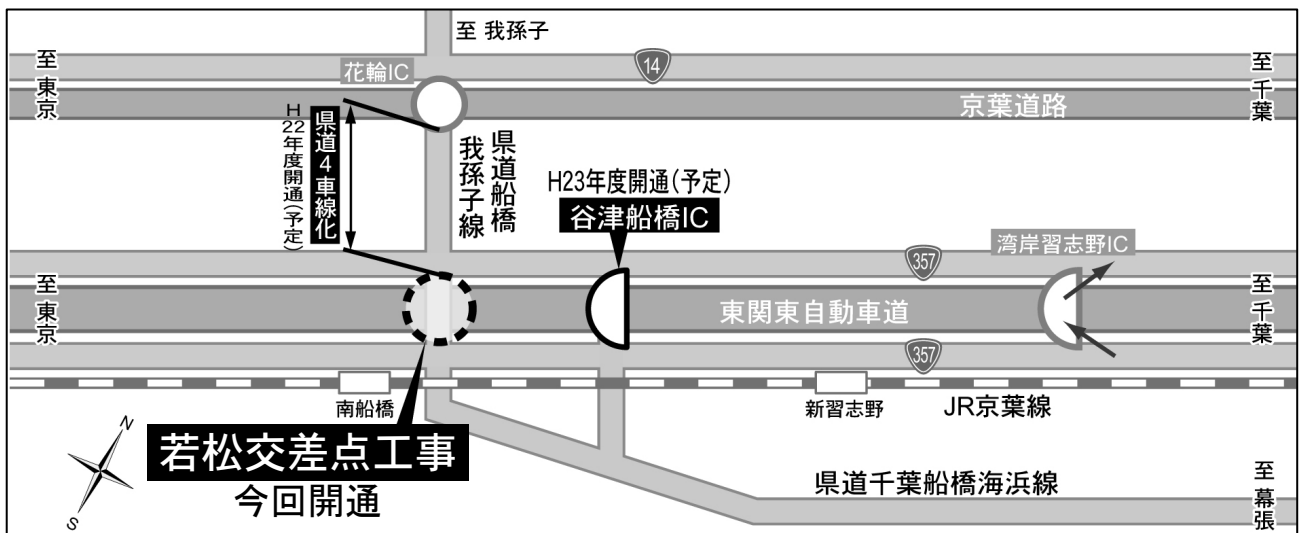 至 我孫子
至東京
花輪IC
14
至千葉
京葉道路
H22年度開通(予定)
県道4車線化
県道船橋
我孫子線
H23年度開通(予定)
谷津船橋IC
357
湾岸習志野IC
至東京
東関東自動車道
至千葉
357
南船橋
新習志野
JR京葉線
N
S
若松交差点工事
今回開通
県道千葉船橋海浜線
至幕張